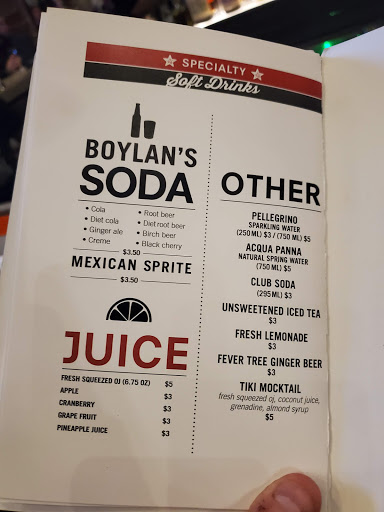 SPECIALTY
Soft Drinks
BOYLAN'S
SODA
• Cola
• Diet cola
• Ginger ale
• Creme
• Root beer
• Diet root beer
• Birch beer
• Black cherry
$3.50
MEXICAN SPRITE
$3.50
JUICE
FRESH SQUEEZED OJ (6.75 OZ) $5
APPLE $3
CRANBERRY $3
GRAPE FRUIT $3
PINEAPPLE JUICE $3
OTHER
PELLEGRINO
SPARKLING WATER
(250 ML) $3 / (750 ML) $5
ACQUA PANNA
NATURAL SPRING WATER
(750 ML) $5
CLUB SODA
(295 ML) $3
UNSWEETENED ICED TEA
$3
FRESH LEMONADE
$3
FEVER TREE GINGER BEER
$3
TIKI MOCKTAIL
fresh squeezed oj, coconut juice,
grenadine, almond syrup
$5